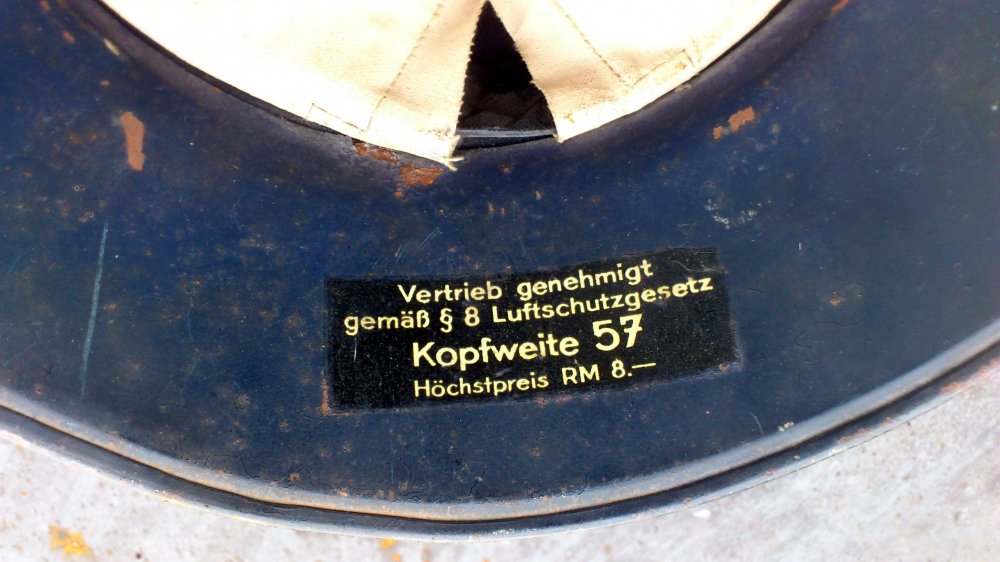 Vertrieb genehmigt
gemäß § 8 Luftschutzgesetz
Kopfweite 57
Höchstpreis RM 8.—